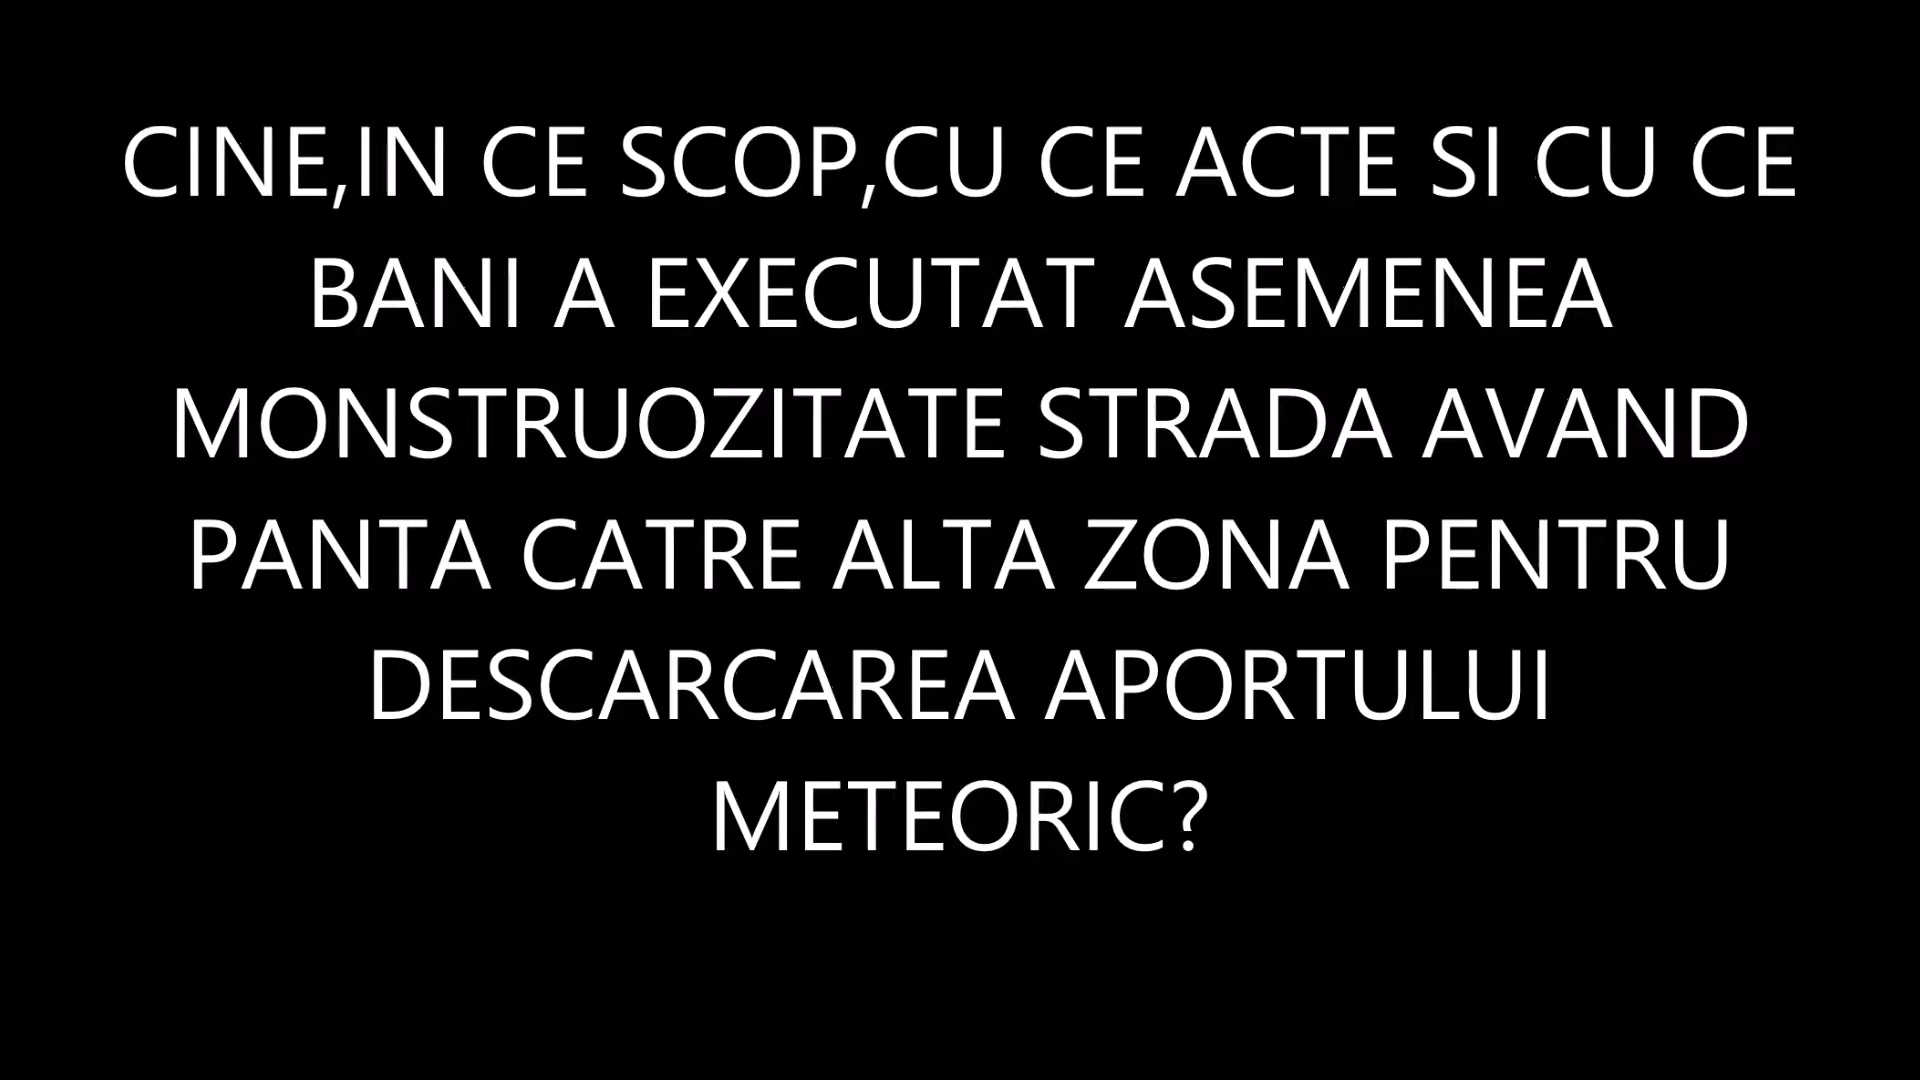 CINE,IN CE SCOP,CU CE ACTE SI CU CE
BANI A EXECUTAT ASEMENEA
MONSTRUOZITATE STRADA AVAND
PANTA CATRE ALTA ZONA PENTRU
DESCARCAREA APORTULUI
METEORIC?